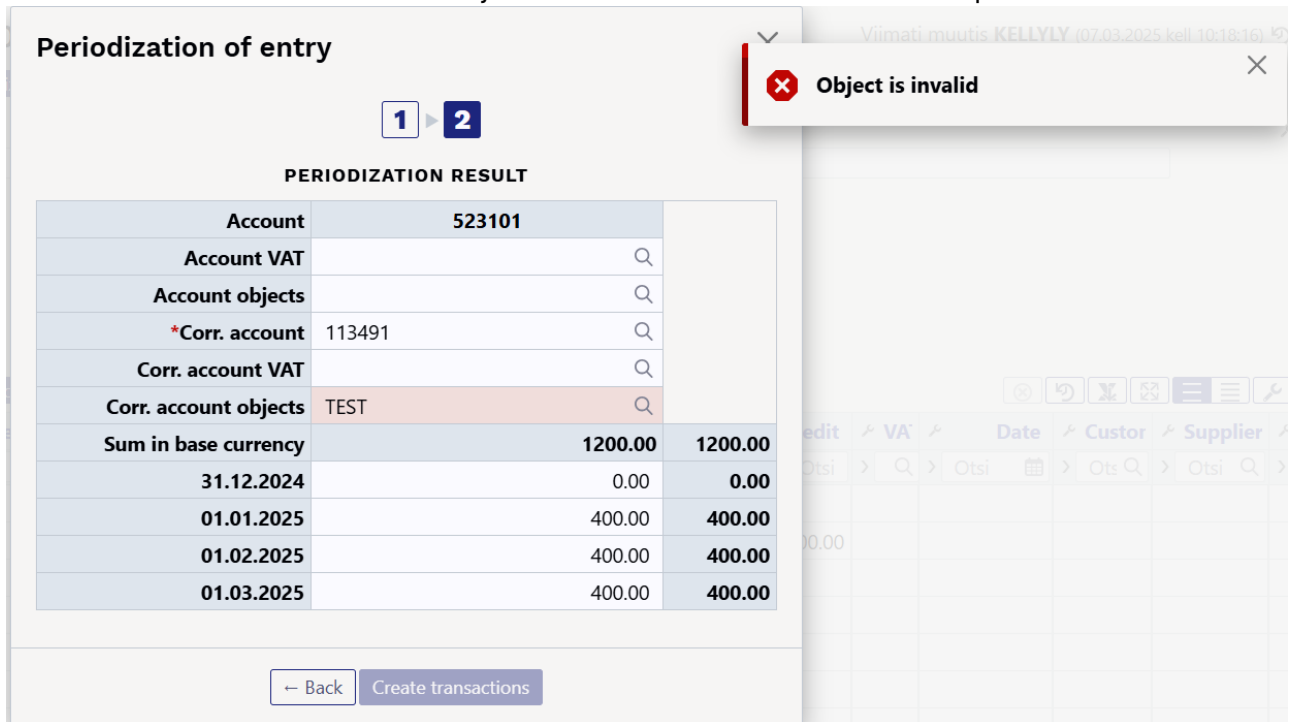 Periodization of entry
Viimati muutis KELLYLY (07.03.2025 kell 10:18:16)
Object is invalid
1 2
PERIODIZATION RESULT
Account 523101
Account VAT
Account objects
*Corr. account 113491
Corr. account VAT
Corr. account objects TEST
edit VA Date Custor Supplier
Sum in base currency 1200.00 1200.00
Otsi Otsi Ots Otsi
31.12.2024 0.00 0.00
01.01.2025 400.00 400.00
00.00
01.02.2025 400.00 400.00
01.03.2025 400.00 400.00
← Back Create transactions